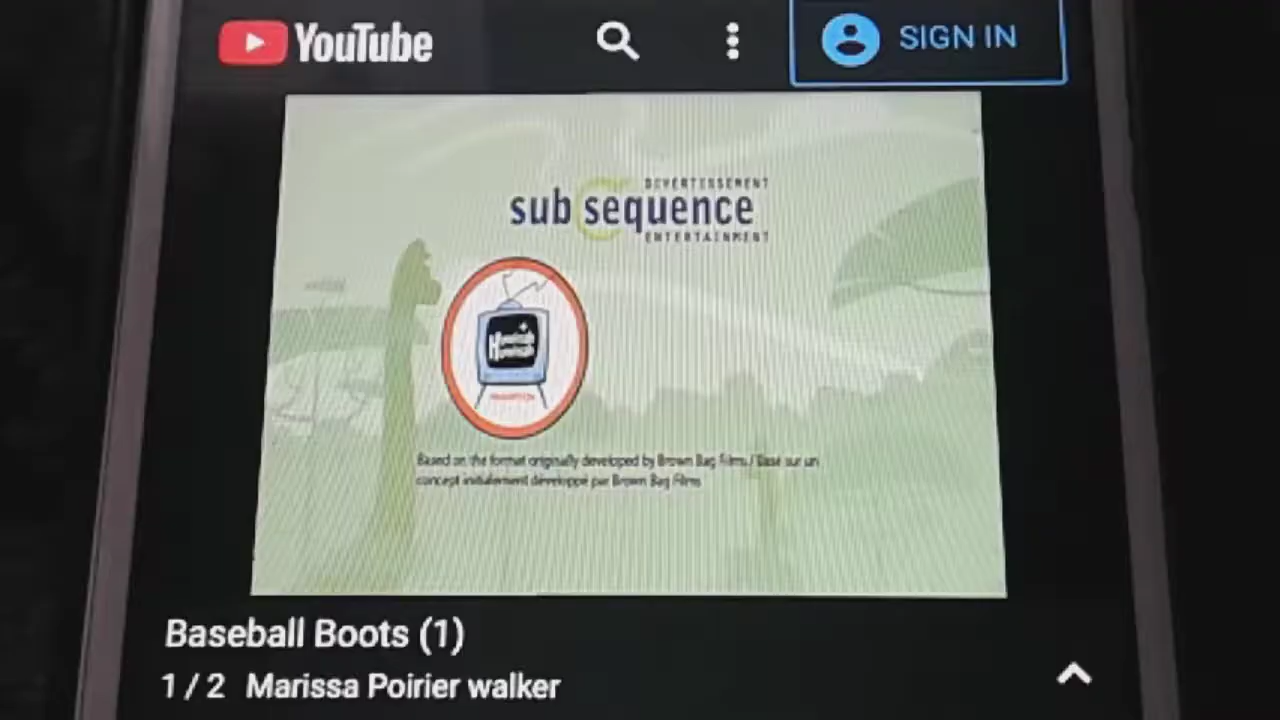 YouTube
SIGN IN
DIVERTISSEMENT
sub sequence
ENTERTAINMENT
Based on the format originally developed by Brown Bag Films / Basé sur un
concept initialement développé par Brown Bag Films
Baseball Boots (1)
1 / 2 Marissa Poirier walker